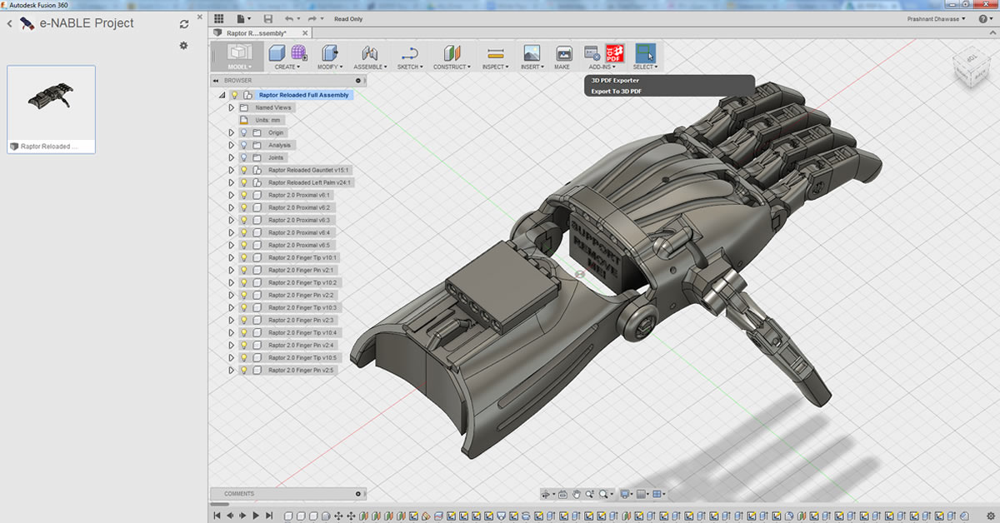 Autodesk Fusion 360
e-NABLE Project
Raptor Reloaded ...
Read Only
Prashnant Dhawase
Raptor R...ssembly*
MODEL
CREATE
MODIFY
ASSEMBLE
SKETCH
CONSTRUCT
INSPECT
INSERT
MAKE
ADD-INS
SELECT
PDF
3D PDF Exporter
Export To 3D PDF
BROWSER
Raptor Reloaded Full Assembly
Named Views
Units: mm
Origin
Analysis
Joints
Raptor Reloaded Gauntlet v15:1
Raptor Reloaded Left Palm v24:1
Raptor 2.0 Proximal v6:1
Raptor 2.0 Proximal v6:2
Raptor 2.0 Proximal v6:3
Raptor 2.0 Proximal v6:4
Raptor 2.0 Proximal v6:5
Raptor 2.0 Finger Tip v10:1
Raptor 2.0 Finger Pin v2:1
Raptor 2.0 Finger Tip v10:2
Raptor 2.0 Finger Pin v2:2
Raptor 2.0 Finger Tip v10:3
Raptor 2.0 Finger Pin v2:3
Raptor 2.0 Finger Tip v10:4
Raptor 2.0 Finger Pin v2:4
Raptor 2.0 Finger Tip v10:5
Raptor 2.0 Finger Pin v2:5
SUPPORT
REMOVE
ME!
COMMENTS